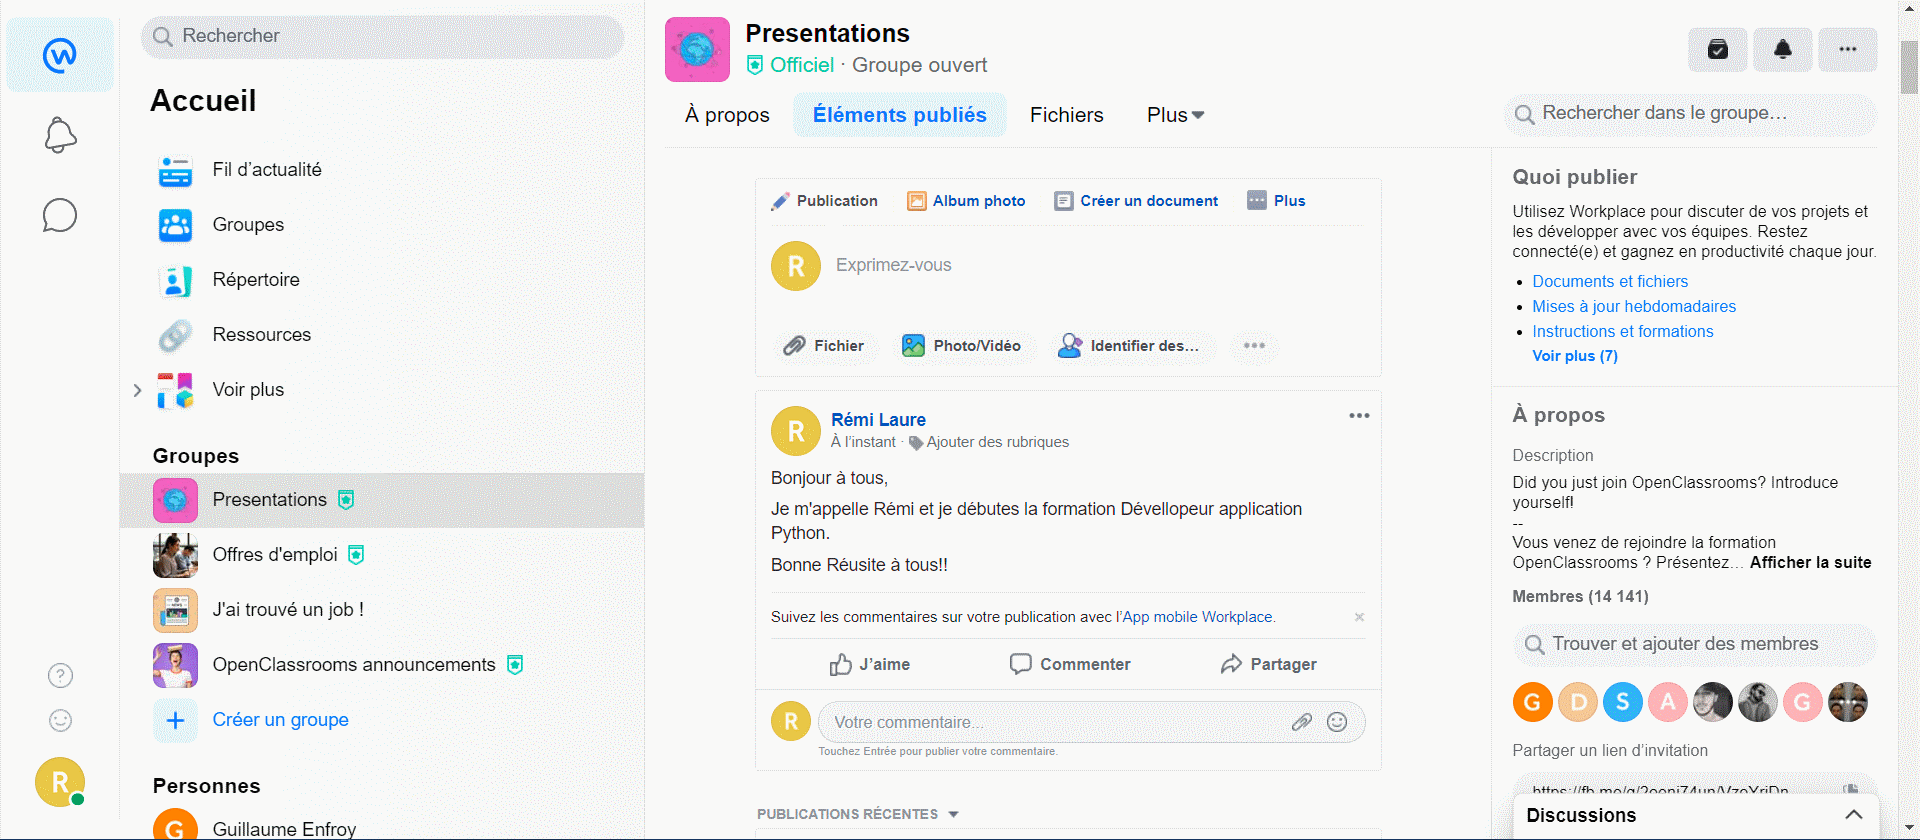 Rechercher
Accueil
Fil d’actualité
Groupes
Répertoire
Ressources
Voir plus
Groupes
Presentations
Offres d'emploi
J'ai trouvé un job !
OpenClassrooms announcements
Créer un groupe
Personnes
G
Guillaume Enfroy
R
Presentations
Officiel · Groupe ouvert
À propos
Éléments publiés
Fichiers
Plus
Rechercher dans le groupe…
Publication
Album photo
Créer un document
Plus
R
Exprimez-vous
Fichier
Photo/Vidéo
Identifier des…
R
Rémi Laure
À l’instant · Ajouter des rubriques
Bonjour à tous,
Je m'appelle Rémi et je débutes la formation Dévellopeur application
Python.
Bonne Réusite à tous!!
Suivez les commentaires sur votre publication avec l’App mobile Workplace.
J’aime
Commenter
Partager
R
Votre commentaire…
Touchez Entrée pour publier votre commentaire.
PUBLICATIONS RÉCENTES
Quoi publier
Utilisez Workplace pour discuter de vos projets et
les développer avec vos équipes. Restez
connecté(e) et gagnez en productivité chaque jour.
Documents et fichiers
Mises à jour hebdomadaires
Instructions et formations
Voir plus (7)
À propos
Description
Did you just join OpenClassrooms? Introduce
yourself!
--
Vous venez de rejoindre la formation
OpenClassrooms ? Présentez… Afficher la suite
Membres (14 141)
Trouver et ajouter des membres
G D S A G
Partager un lien d’invitation
Discussions